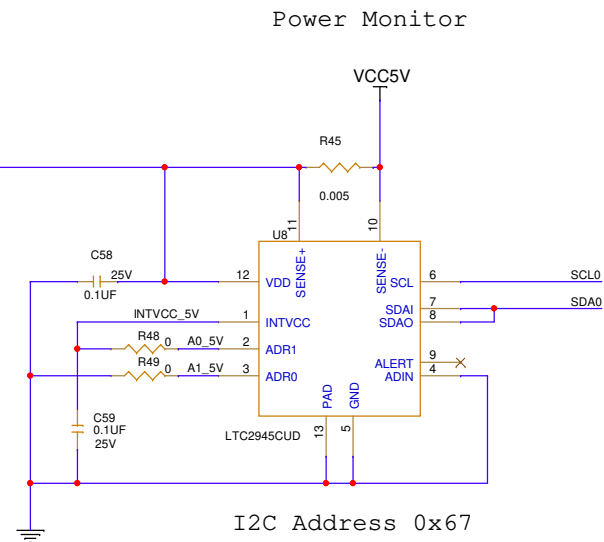 Power Monitor
VCC5V
R45
0.005
11
10
U8
SENSE+
SENSE-
C58
25V
0.1UF
12
VDD
SCL
6
SCL0
INTVCC_5V
1
INTVCC
SDAI
7
SDA0
SDAO
8
R48
0
A0_5V
2
ADR1
R49
0
A1_5V
3
ADR0
ALERT
9
ADIN
4
C59
0.1UF
25V
PAD
GND
LTC2945CUD
13
5
I2C Address 0x67